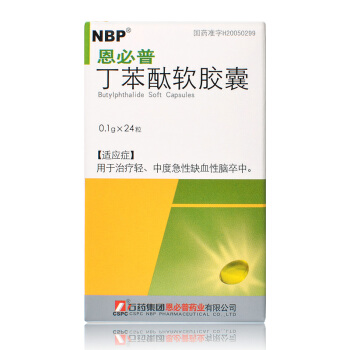 NBP®
国药准字H20050299
恩必普
丁苯酞软胶囊
Butylphthalide Soft Capsules
0.1g×24粒
【适应症】
用于治疗轻、中度急性缺血性脑卒中。
CSPC
石药集团恩必普药业有限公司
CSPC NBP PHARMACEUTICAL CO., LTD